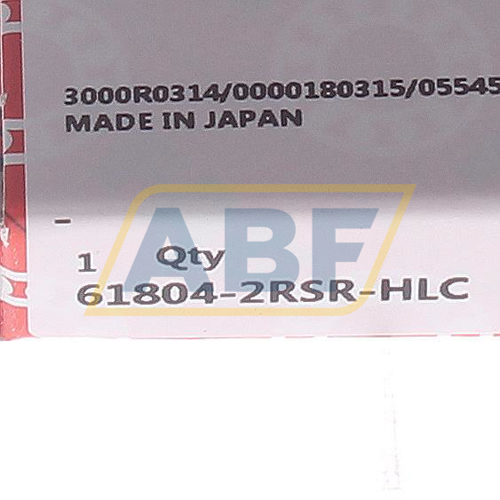 3000R0314/0000180315/05545
MADE IN JAPAN
-
ABF
1 Qty
61804-2RSR-HLC